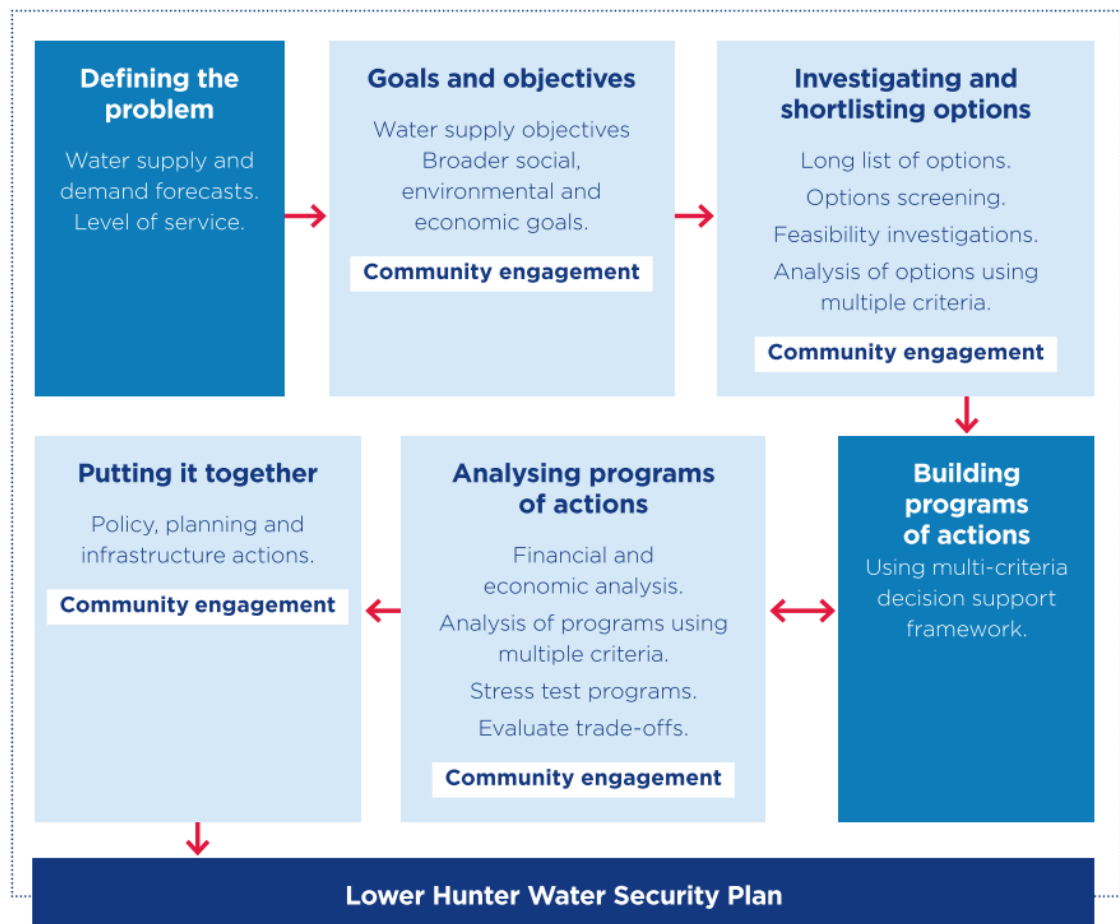 Defining the
problem
Water supply and
demand forecasts.
Level of service.
Goals and objectives
Water supply objectives
Broader social,
environmental and
economic goals.
Community engagement
Investigating and
shortlisting options
Long list of options.
Options screening.
Feasibility investigations.
Analysis of options using
multiple criteria.
Community engagement
Building
programs
of actions
Using multi-criteria
decision support
framework.
Analysing programs
of actions
Financial and
economic analysis.
Analysis of programs using
multiple criteria.
Stress test programs.
Evaluate trade-offs.
Community engagement
Putting it together
Policy, planning and
infrastructure actions.
Community engagement
Lower Hunter Water Security Plan